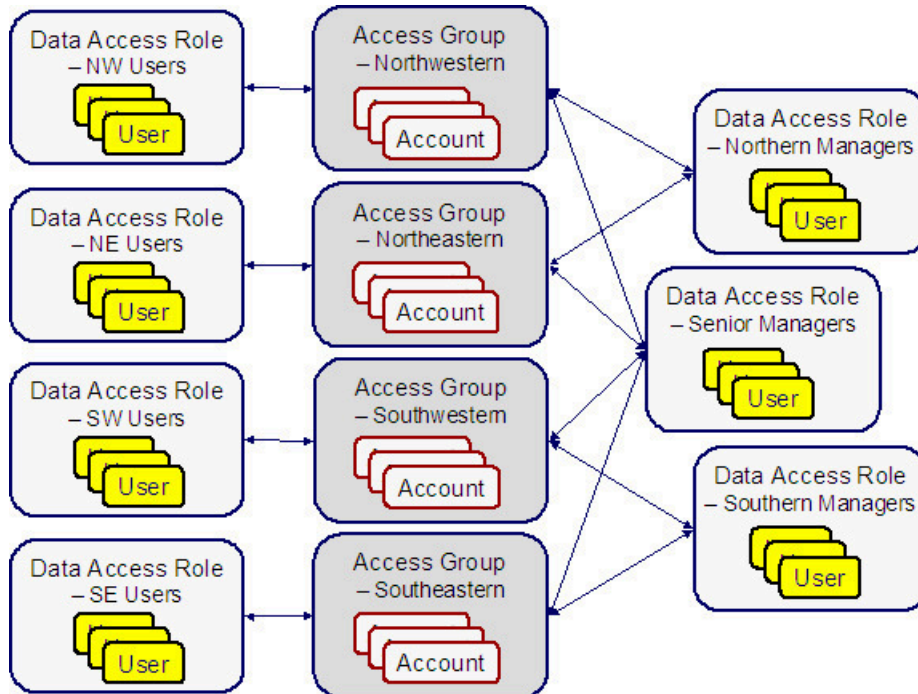 Data Access Role
– NW Users
User
Access Group
– Northwestern
Account
Data Access Role
– Northern Managers
User
Data Access Role
– NE Users
User
Access Group
– Northeastern
Account
Data Access Role
– Senior Managers
User
Data Access Role
– SW Users
User
Access Group
– Southwestern
Account
Data Access Role
– Southern Managers
User
Data Access Role
– SE Users
User
Access Group
– Southeastern
Account